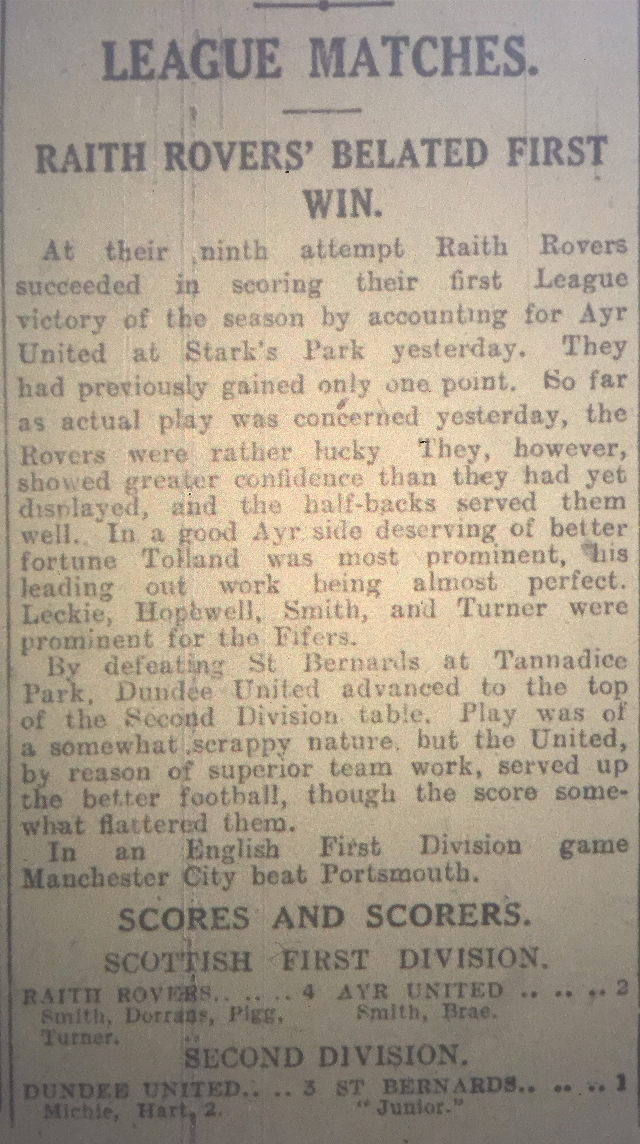 LEAGUE MATCHES.
RAITH ROVERS' BELATED FIRST
WIN.
At their ninth attempt Raith Rovers
succeeded in scoring their first League
victory of the season by accounting for Ayr
United at Stark's Park yesterday. They
had previously gained only one point. So far
as actual play was concerned yesterday, the
Rovers were rather lucky They, however,
showed greater confidence than they had yet
displayed, and the half-backs served them
well. In a good Ayr side deserving of better
fortune Tolland was most prominent, his
leading out work being almost perfect.
Leckie, Hopewell, Smith, and Turner were
prominent for the Fifers.
By defeating St Bernards at Tannadice
Park, Dundee United advanced to the top
of the Second Division table. Play was of
a somewhat scrappy nature, but the United,
by reason of superior team work, served up
the better football, though the score some-
what flattered them.
In an English First Division game
Manchester City beat Portsmouth.
SCORES AND SCORERS.
SCOTTISH FIRST DIVISION.
RAITH ROVERS.. .. .. 4 AYR UNITED .. .. .. 2
Smith, Dorrans, Pigg, Smith, Brae.
Turner.
SECOND DIVISION.
DUNDEE UNITED.. .. 3 ST BERNARDS.. .. .. 1
Michie, Hart, 2. "Junior."